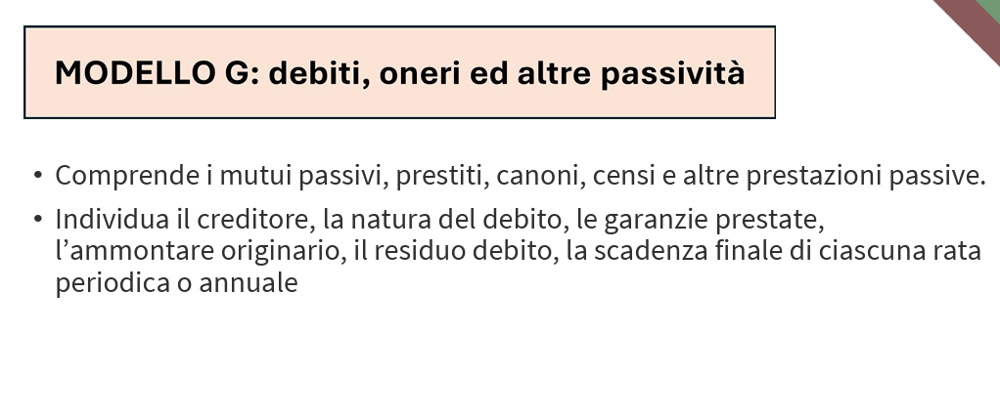 MODELLO G: debiti, oneri ed altre passività
• Comprende i mutui passivi, prestiti, canoni, censi e altre prestazioni passive.
• Individua il creditore, la natura del debito, le garanzie prestate,
l’ammontare originario, il residuo debito, la scadenza finale di ciascuna rata
periodica o annuale